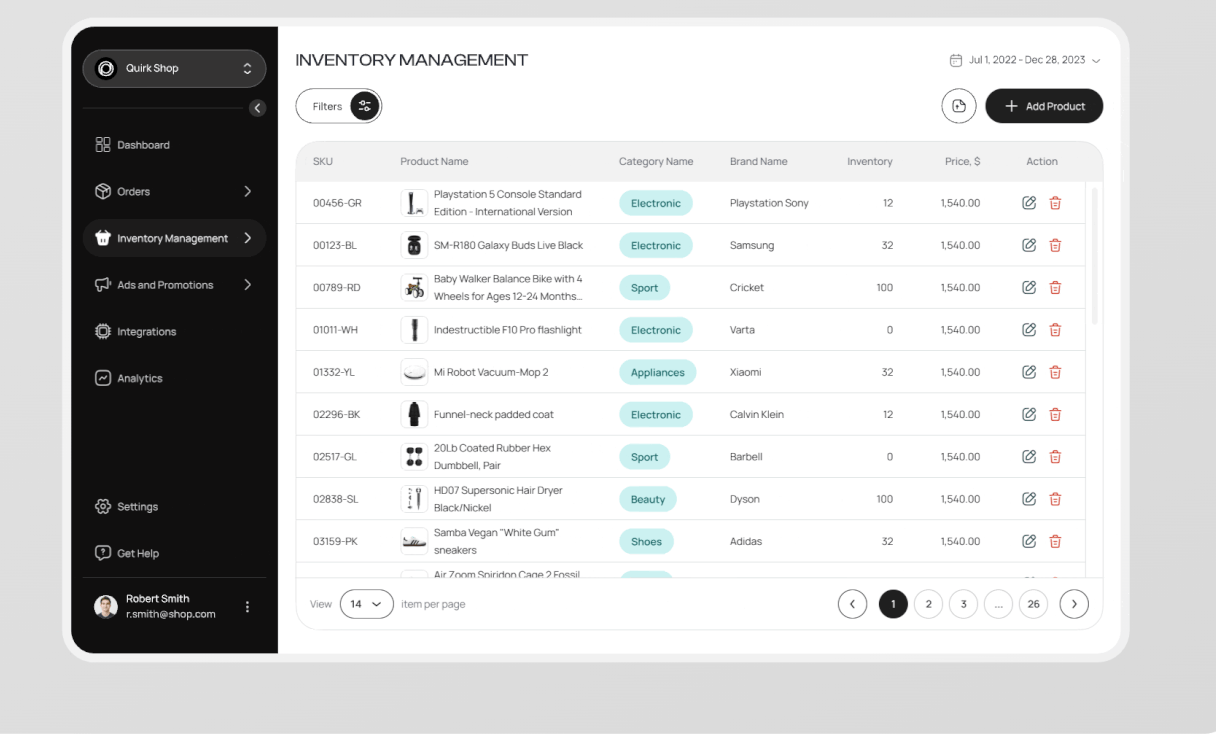 Quirk Shop
Dashboard
Orders
Inventory Management
Ads and Promotions
Integrations
Analytics
Settings
Get Help
Robert Smith
r.smith@shop.com
INVENTORY MANAGEMENT
Jul 1, 2022 - Dec 28, 2023
Filters
Add Product
SKU Product Name Category Name Brand Name Inventory Price, $ Action
00456-GR Playstation 5 Console Standard Electronic Playstation Sony 12 1,540.00
Edition - International Version
00123-BL SM-R180 Galaxy Buds Live Black Electronic Samsung 32 1,540.00
00789-RD Baby Walker Balance Bike with 4 Sport Cricket 100 1,540.00
Wheels for Ages 12-24 Months...
01011-WH Indestructible F10 Pro flashlight Electronic Varta 0 1,540.00
01332-YL Mi Robot Vacuum-Mop 2 Appliances Xiaomi 32 1,540.00
02296-BK Funnel-neck padded coat Electronic Calvin Klein 12 1,540.00
02517-GL 20Lb Coated Rubber Hex Sport Barbell 0 1,540.00
Dumbbell, Pair
02838-SL HD07 Supersonic Hair Dryer Beauty Dyson 100 1,540.00
Black/Nickel
03159-PK Samba Vegan "White Gum" Shoes Adidas 32 1,540.00
sneakers
Air Zoom Spiridon Cage 2 Fossil
View 14 item per page
1 2 3 ... 26